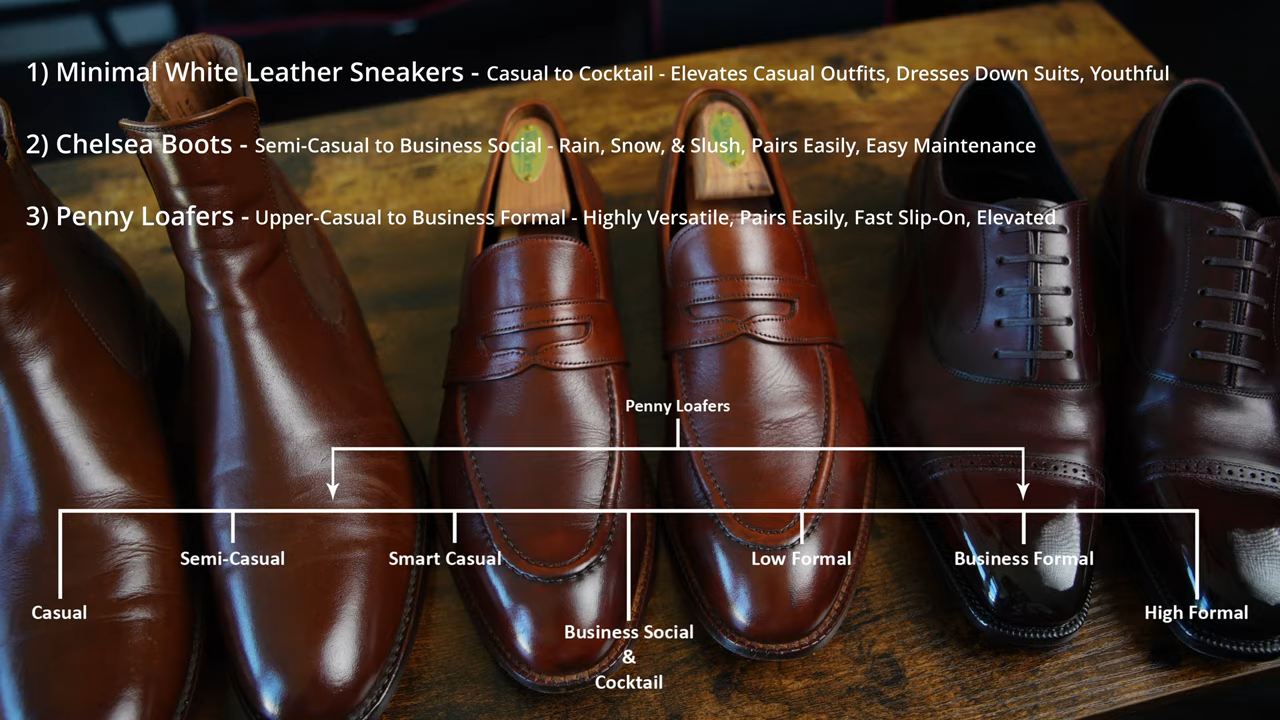 1) Minimal White Leather Sneakers - Casual to Cocktail - Elevates Casual Outfits, Dresses Down Suits, Youthful
2) Chelsea Boots - Semi-Casual to Business Social - Rain, Snow, & Slush, Pairs Easily, Easy Maintenance
3) Penny Loafers - Upper-Casual to Business Formal - Highly Versatile, Pairs Easily, Fast Slip-On, Elevated
Penny Loafers
Semi-Casual
Smart Casual
Low Formal
Business Formal
Casual
High Formal
Business Social
&
Cocktail